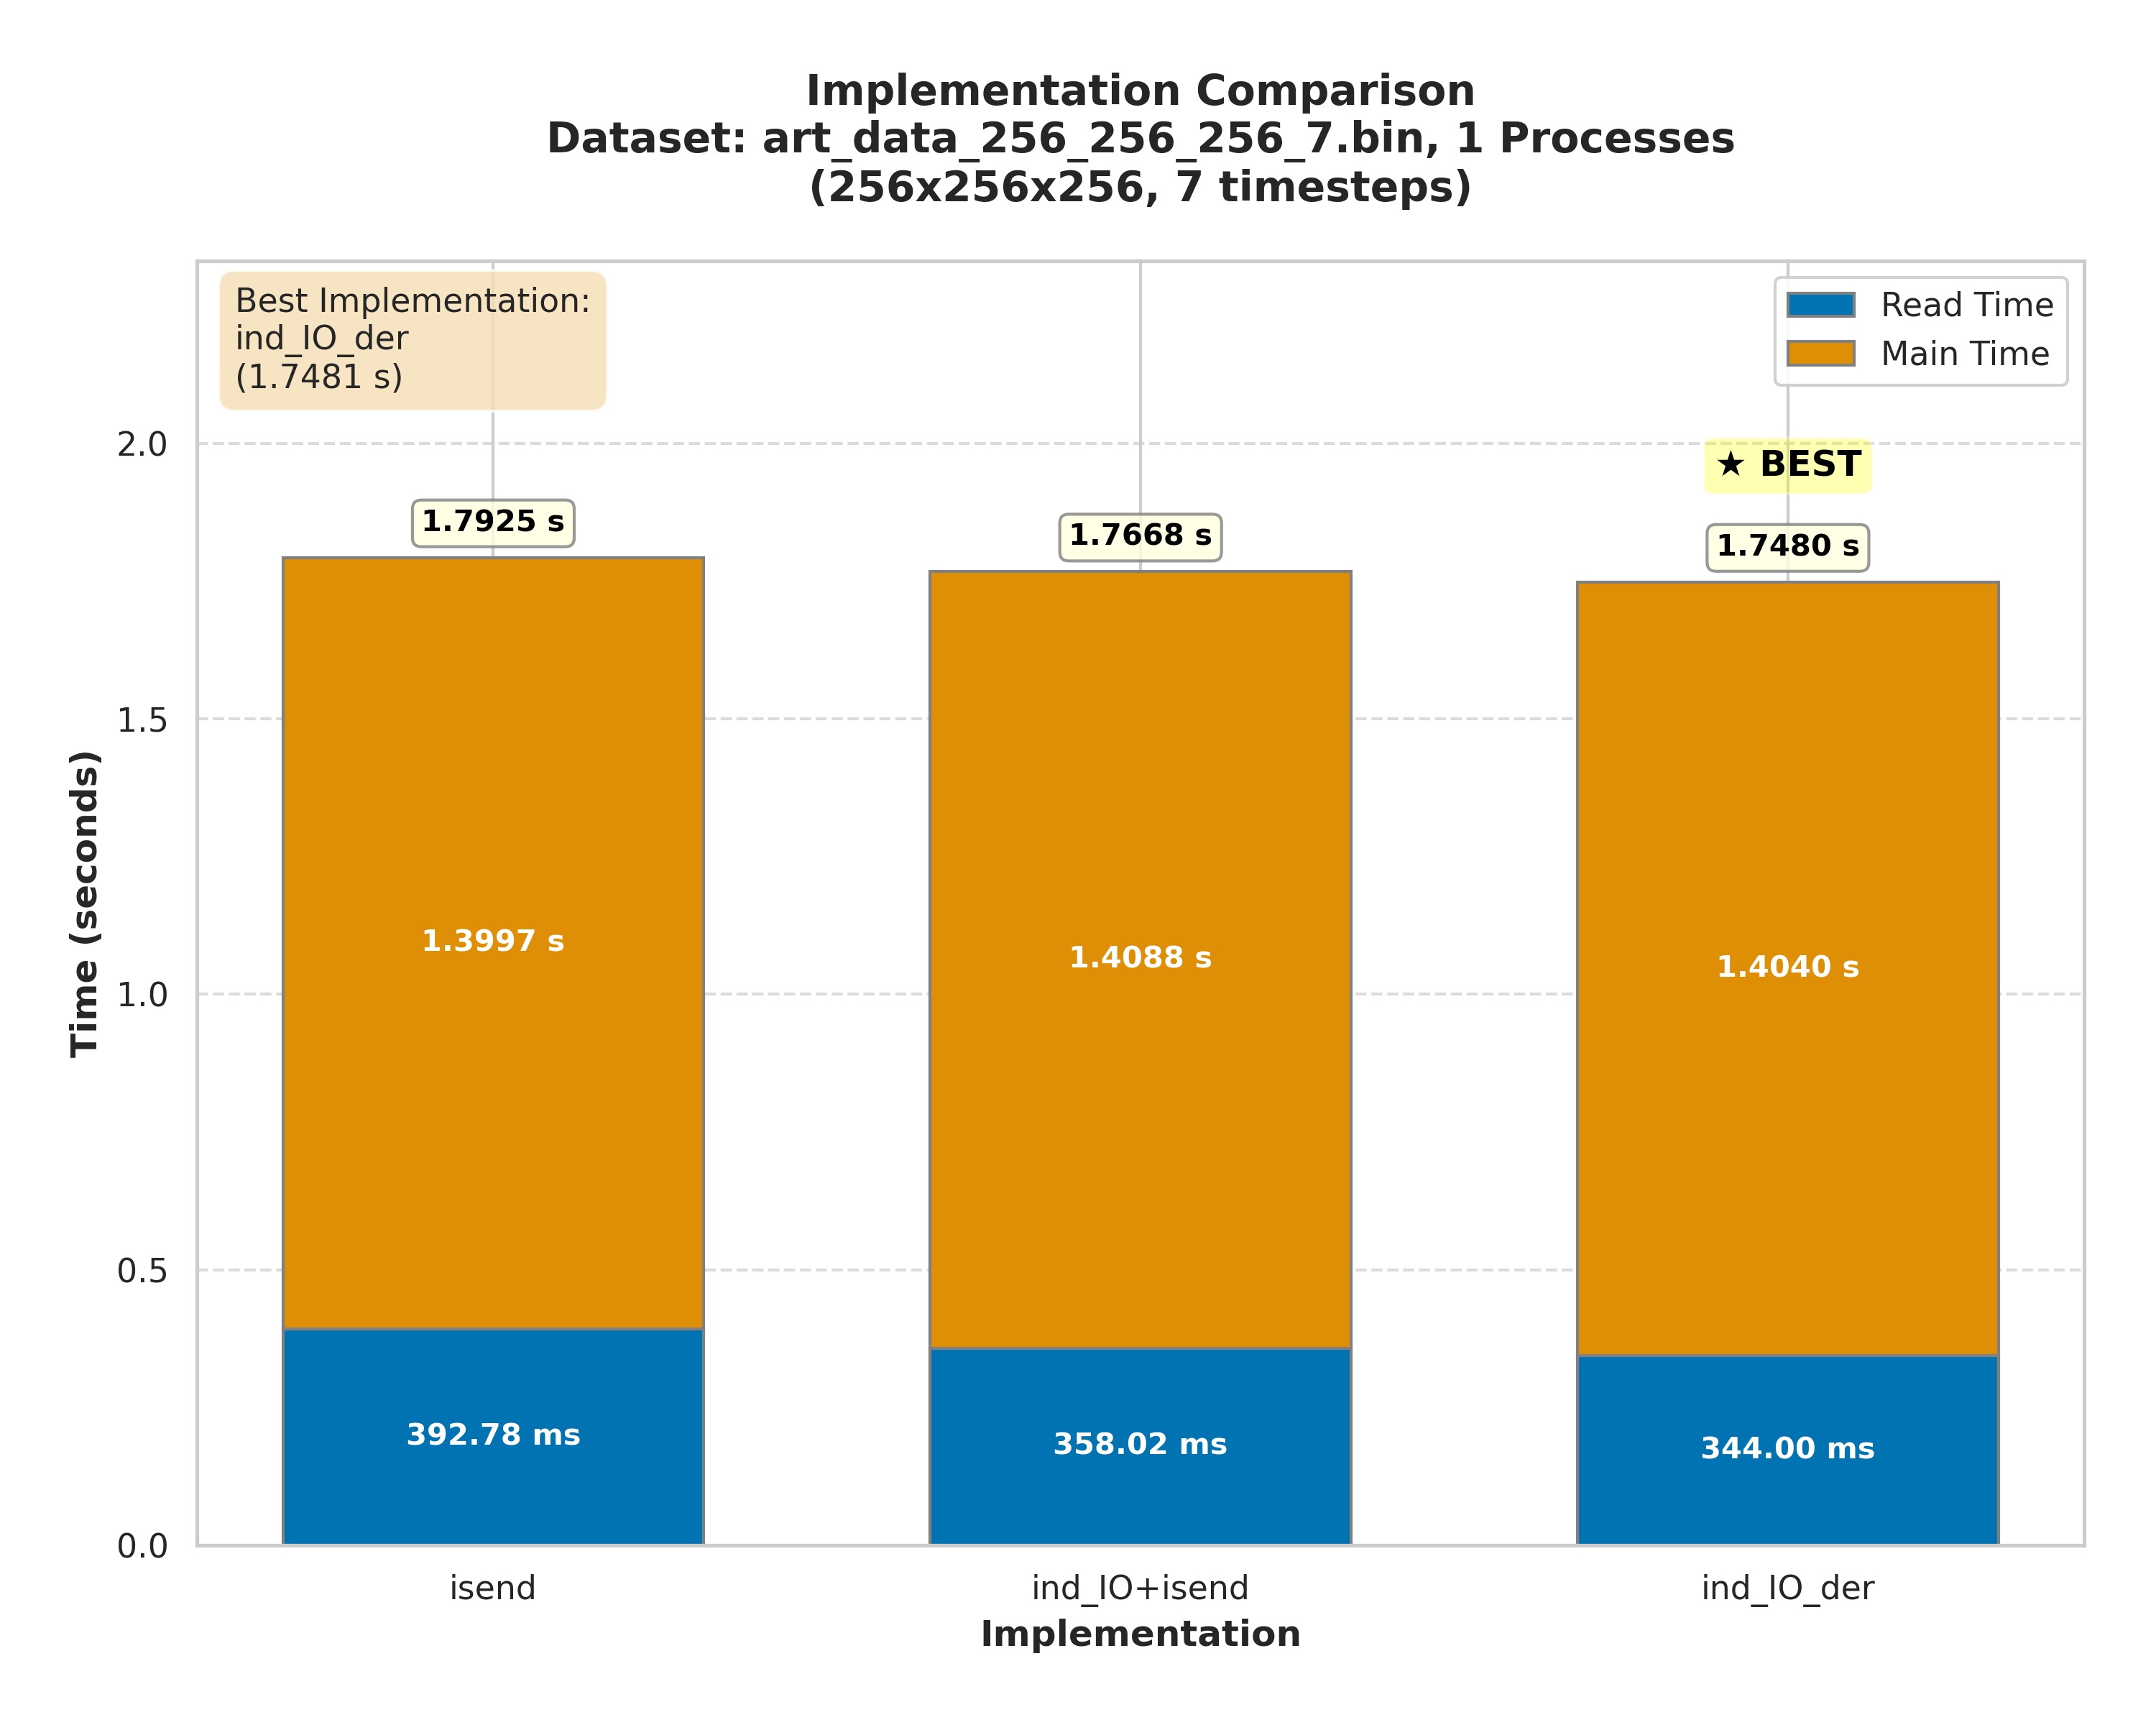 Implementation Comparison
Dataset: art_data_256_256_256_7.bin, 1 Processes
(256x256x256, 7 timesteps)
Best Implementation:
ind_IO_der
(1.7481 s)
Read Time
Main Time
★ BEST
1.7925 s
1.7668 s
1.7480 s
1.3997 s
1.4088 s
1.4040 s
392.78 ms
358.02 ms
344.00 ms
2.0
1.5
1.0
0.5
0.0
Time (seconds)
isend
ind_IO+isend
ind_IO_der
Implementation